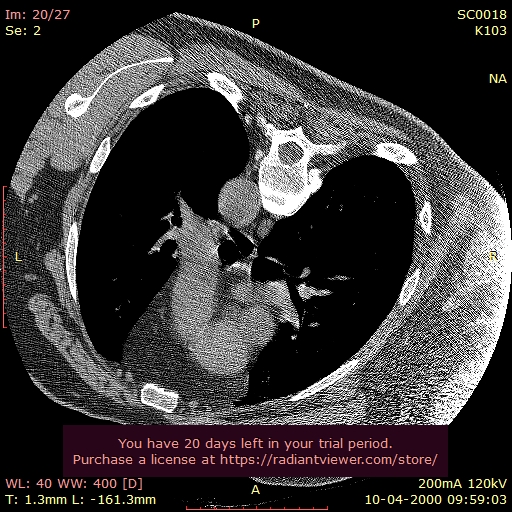 Im: 20/27
Se: 2
P
SC0018
K103
NA
L
R
You have 20 days left in your trial period.
Purchase a license at https://radiantviewer.com/store/
WL: 40 WW: 400 [D]
T: 1.3mm L: -161.3mm
A
200mA 120kV
10-04-2000 09:59:03